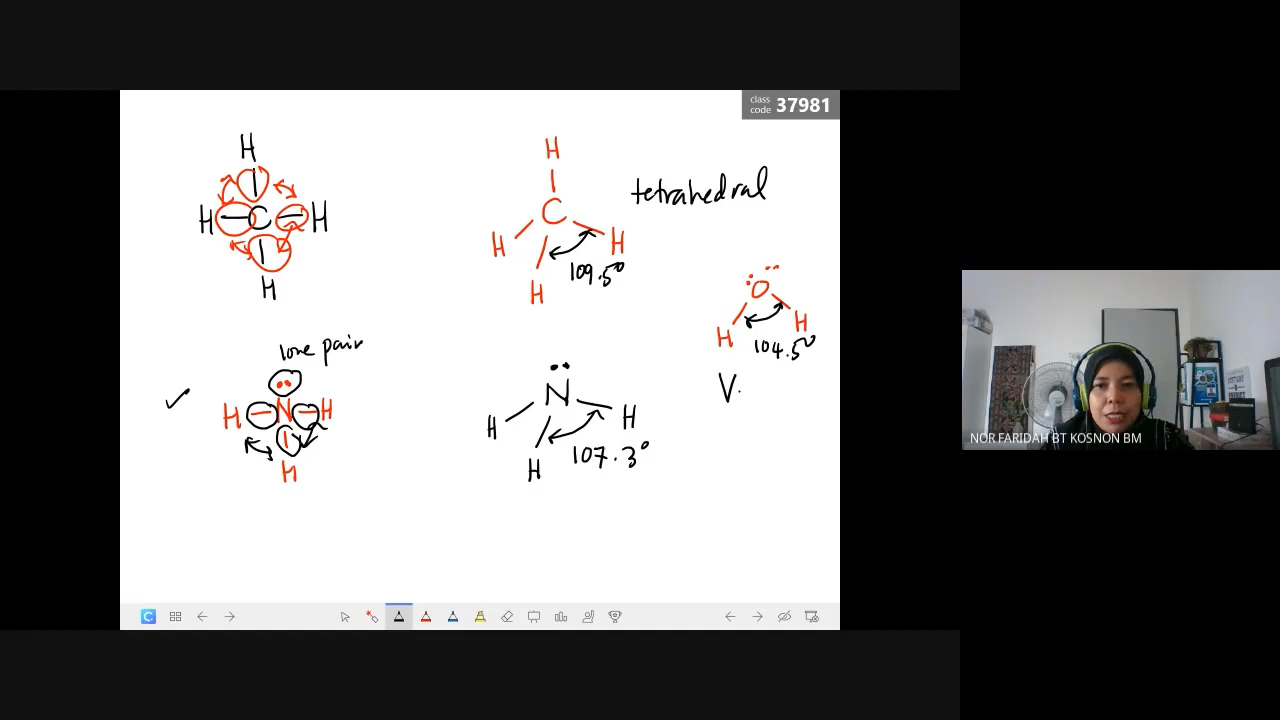 class
code 37981
H
H C H
H
H
C
H H
H
109.5°
tetrahedral
O
H H
104.5°
V.
lone pair
H N H
H
N
H H
H
107.3°
NOR FARIDAH BT KOSNON BM